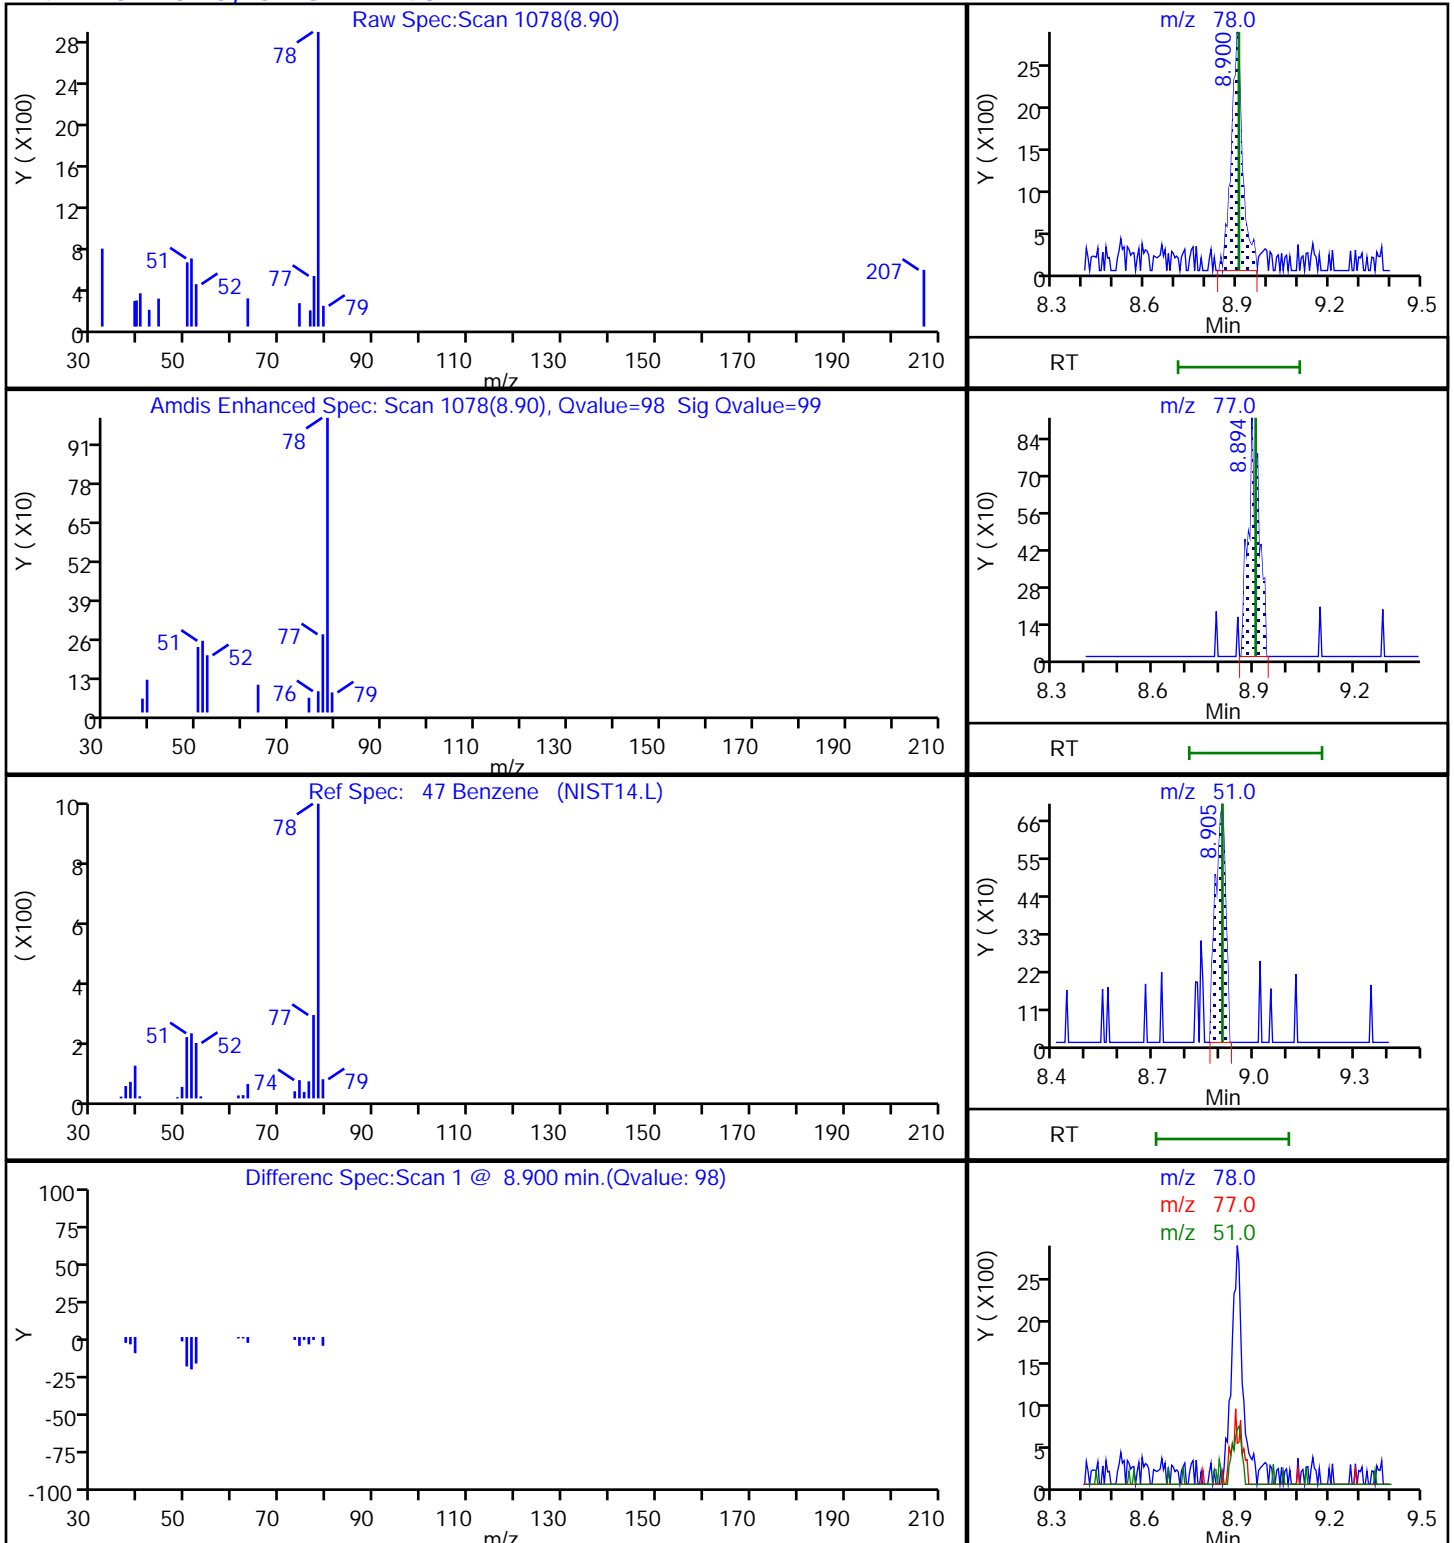 Raw Spec:Scan 1078(8.90)
Y ( X100)
28
24
20
16
12
8
4
0
78
51
52
77
79
207
30 50 70 90 110 130 150 170 190 210
m/z
m/z 78.0
Y ( X100)
25
20
15
10
5
0
8.900
8.3 8.6 8.9 9.2 9.5
Min
RT
Amdis Enhanced Spec: Scan 1078(8.90), Qvalue=98 Sig Qvalue=99
Y ( X10)
91
78
65
52
39
26
13
0
78
51
52
77
76
79
30 50 70 90 110 130 150 170 190 210
m/z
m/z 77.0
Y ( X10)
84
70
56
42
28
14
0
8.894
8.3 8.6 8.9 9.2
Min
RT
Ref Spec: 47 Benzene (NIST14.L)
( X100)
10
8
6
4
2
0
78
51
52
77
74
79
30 50 70 90 110 130 150 170 190 210
m/z 51.0
Y ( X10)
66
55
44
33
22
11
0
8.905
8.4 8.7 9.0 9.3
Min
RT
Differenc Spec:Scan 1 @ 8.900 min.(Qvalue: 98)
Y
100
75
50
25
0
-25
-50
-75
-100
30 50 70 90 110 130 150 170 190 210
m/z
m/z 78.0
m/z 77.0
m/z 51.0
Y ( X100)
25
20
15
10
5
0
8.3 8.6 8.9 9.2 9.5
Min